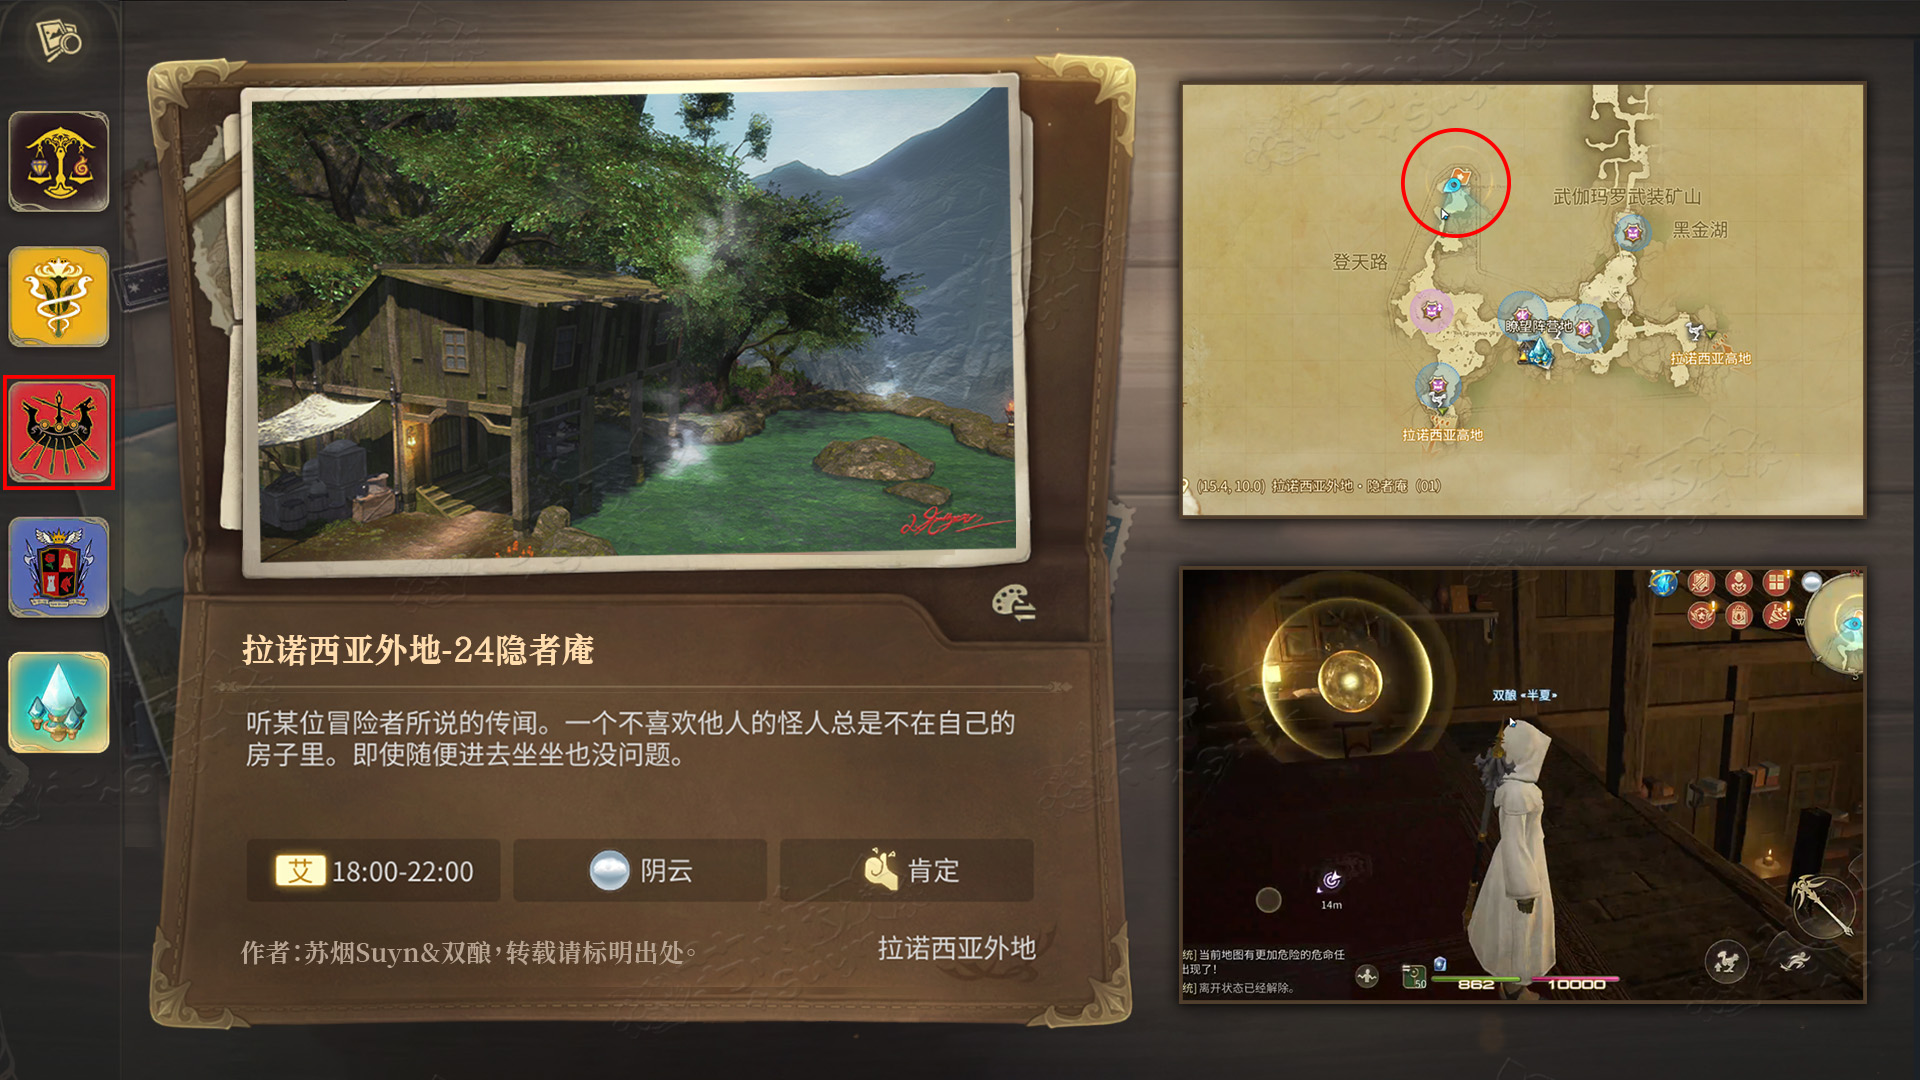 拉诺西亚外地-24隐者庵
听某位冒险者所说的传闻。一个不喜欢他人的怪人总是不在自己的
房子里。即使随便进去坐坐也没问题。
艾 18:00-22:00
阴云
肯定
作者:苏烟Suyn&双酿,转载请标明出处。
拉诺西亚外地
武伽玛罗武装矿山
黑金湖
登天路
瞭望阵营地
拉诺西亚高地
拉诺西亚高地
(15.4, 10.0) 拉诺西亚外地·隐者庵 (01)
双酿 «半夏»
14m
统]当前地图有更加危险的危命任
出现了!
统]离开状态已经解除。
50
862
10000